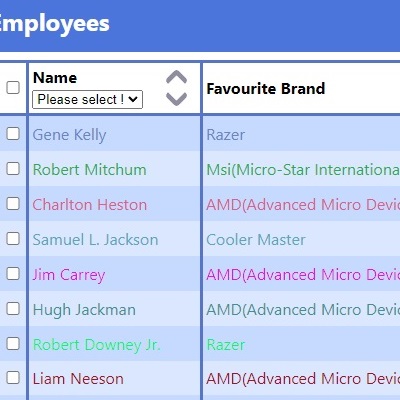 Employees
Name
Please select !
Favourite Brand
Gene Kelly Razer
Robert Mitchum Msi(Micro-Star Internationa
Charlton Heston AMD(Advanced Micro Devic
Samuel L. Jackson Cooler Master
Jim Carrey AMD(Advanced Micro Devic
Hugh Jackman AMD(Advanced Micro Devic
Robert Downey Jr. Razer
Liam Neeson AMD(Advanced Micro Devic